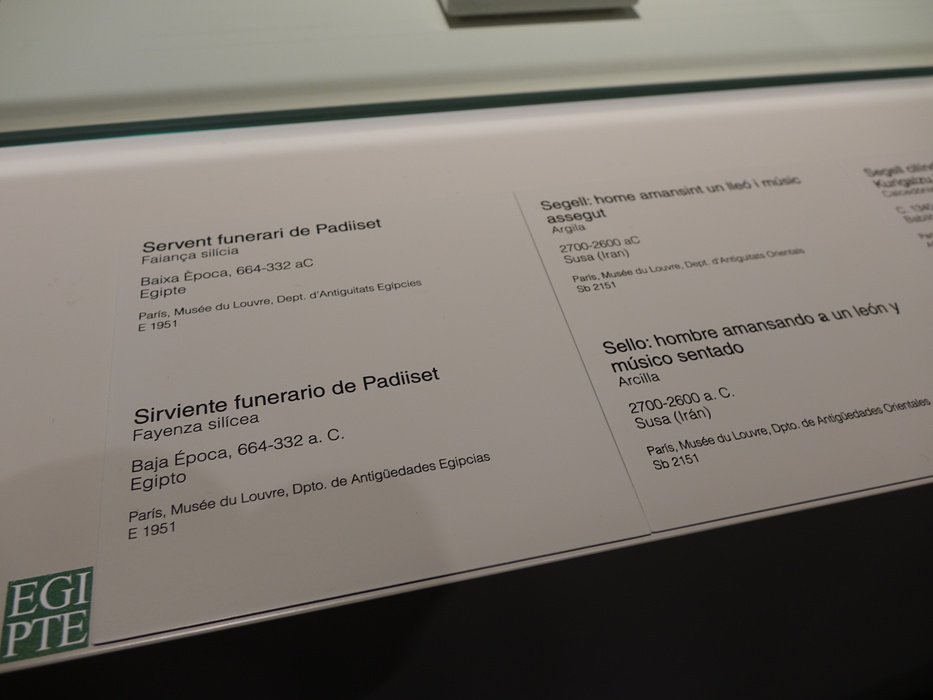 Servent funerari de Padiiset
Faiança silícia
Baixa Època, 664-332 aC
Egipte
París, Musée du Louvre, Dept. d'Antiguitats Egípcies
E 1951
Sirviente funerario de Padiiset
Fayenza silícea
Baja Época, 664-332 a. C.
Egipto
París, Musée du Louvre, Dpto. de Antigüedades Egipcias
E 1951
Segell: home amansint un lleó i músic
assegut
Argila
2700-2600 aC
Susa (Iran)
París, Musée du Louvre, Dept. d'Antiguitats Orientals
Sb 2151
Sello: hombre amansando a un león y
músico sentado
Arcilla
2700-2600 a. C.
Susa (Irán)
París, Musée du Louvre, Dpto. de Antigüedades Orientales
Sb 2151
Segell
Kurigalzu
EGI
PTE